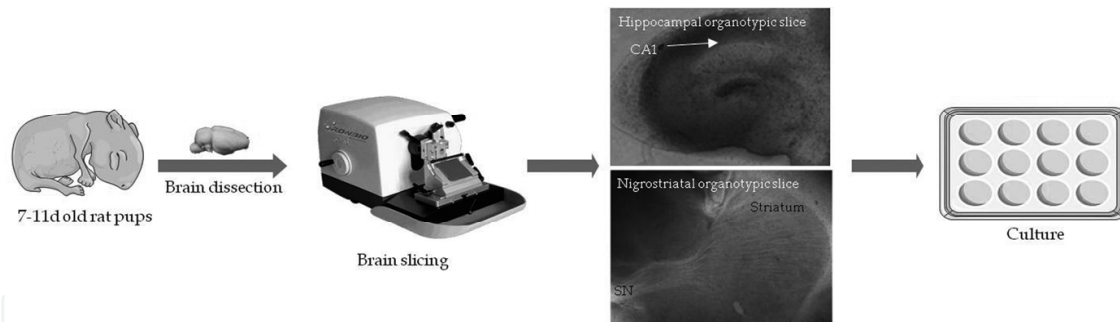 7-11d old rat pups
Brain dissection
Brain slicing
Hippocampal organotypic slice
CA1
Nigrostriatal organotypic slice
Striatum
SN
Culture